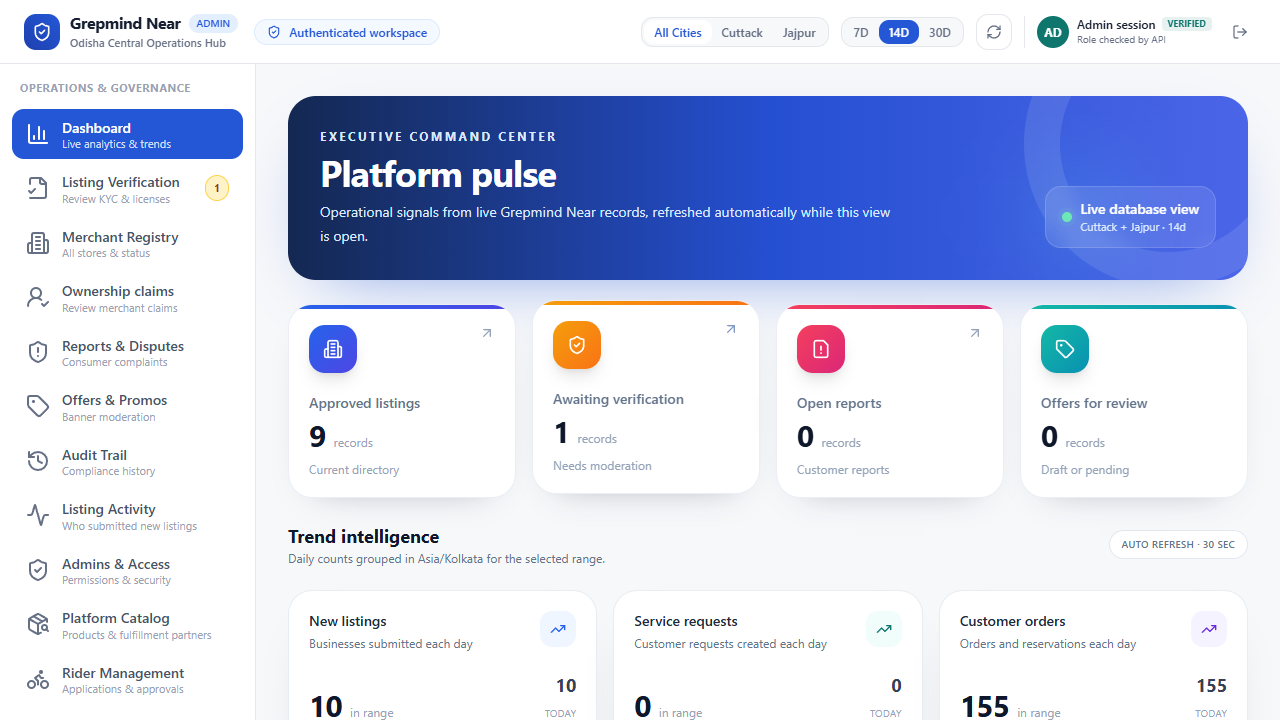 Grepmind Near ADMIN
Odisha Central Operations Hub
Authenticated workspace
All Cities Cuttack Jajpur
7D 14D 30D
AD
Admin session VERIFIED
Role checked by API
OPERATIONS & GOVERNANCE
Dashboard
Live analytics & trends
Listing Verification
Review KYC & licenses
1
Merchant Registry
All stores & status
Ownership claims
Review merchant claims
Reports & Disputes
Consumer complaints
Offers & Promos
Banner moderation
Audit Trail
Compliance history
Listing Activity
Who submitted new listings
Admins & Access
Permissions & security
Platform Catalog
Products & fulfillment partners
Rider Management
Applications & approvals
EXECUTIVE COMMAND CENTER
Platform pulse
Operational signals from live Grepmind Near records, refreshed automatically while this view
is open.
Live database view
Cuttack + Jajpur · 14d
Approved listings
9 records
Current directory
Awaiting verification
1 records
Needs moderation
Open reports
0 records
Customer reports
Offers for review
0 records
Draft or pending
Trend intelligence
Daily counts grouped in Asia/Kolkata for the selected range.
AUTO REFRESH · 30 SEC
New listings
Businesses submitted each day
10 in range
10
TODAY
Service requests
Customer requests created each day
0 in range
0
TODAY
Customer orders
Orders and reservations each day
155 in range
155
TODAY